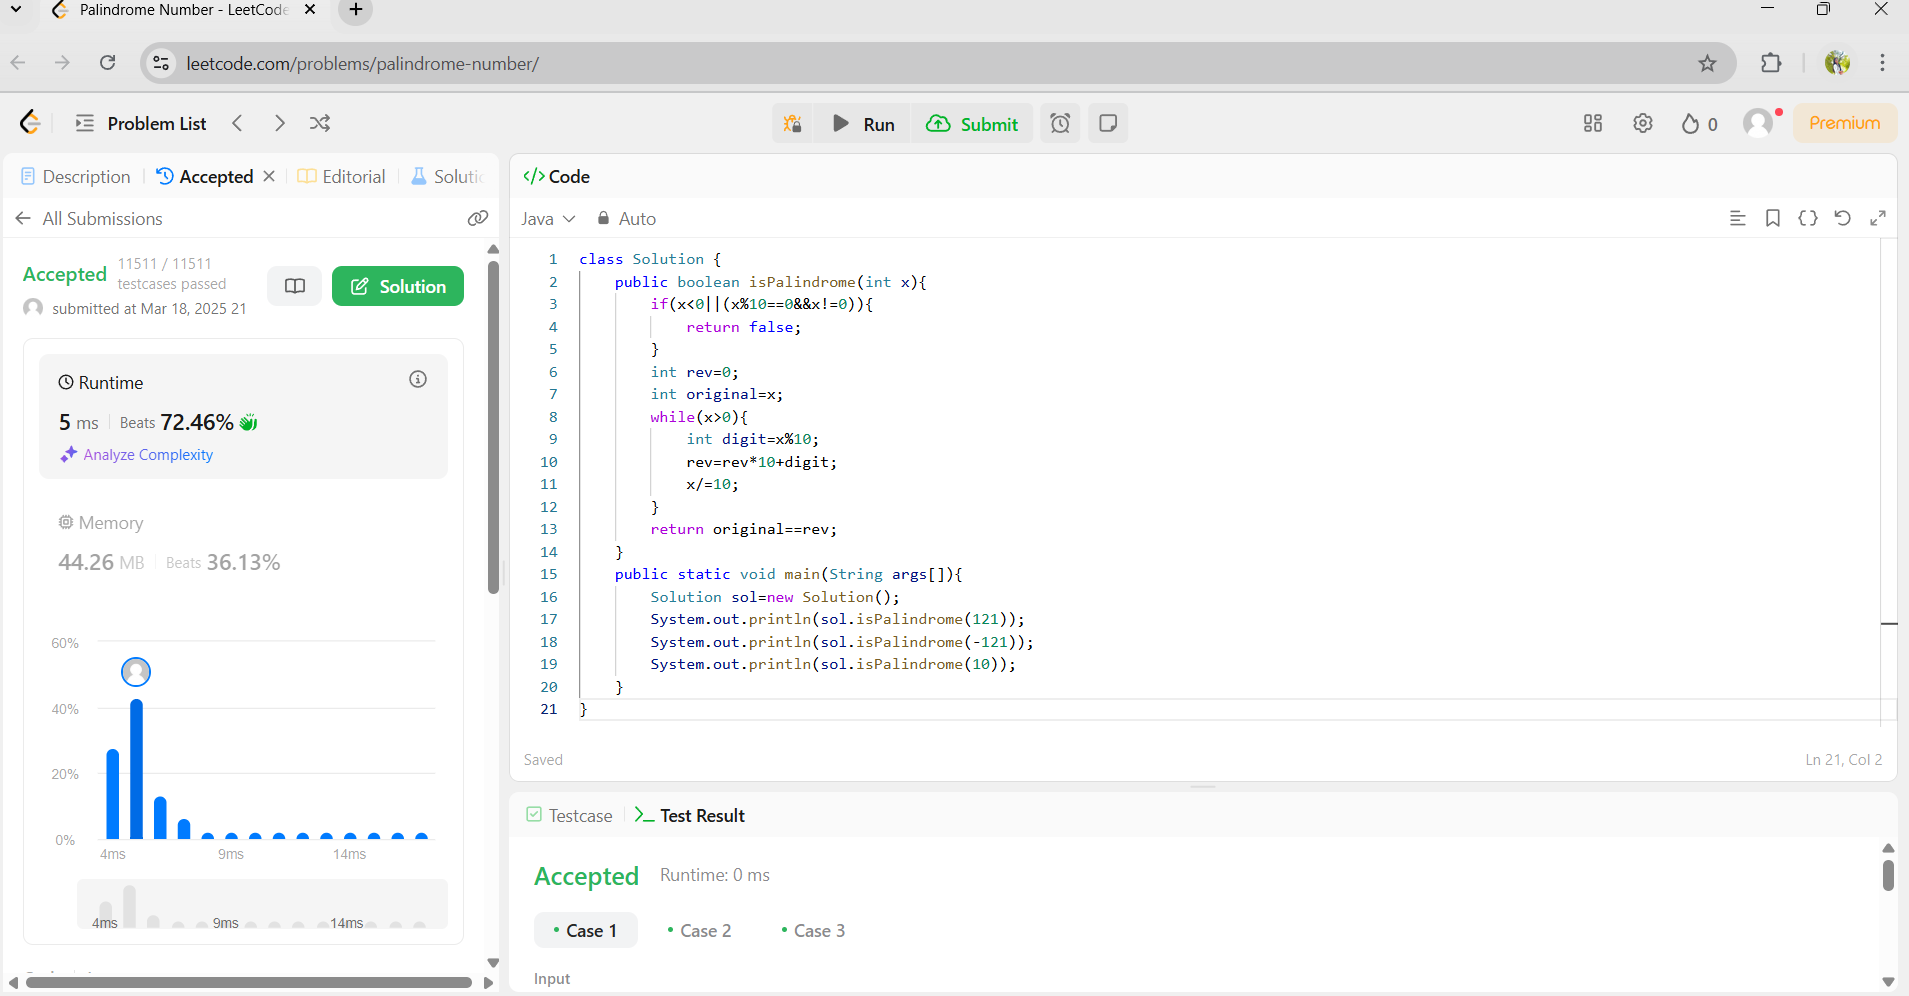 Palindrome Number - LeetCode
leetcode.com/problems/palindrome-number/
Problem List
Run
Submit
0
Premium
Description
Accepted
Editorial
</> Code
All Submissions
Java
Auto
Accepted
11511 / 11511
testcases passed
Solution
submitted at Mar 18, 2025 21
Runtime
5 ms
Beats 72.46%
Analyze Complexity
Memory
44.26 MB
Beats 36.13%
60%
40%
20%
0%
4ms
9ms
14ms
4ms
9ms
14ms
1 class Solution {
2 public boolean isPalindrome(int x){
3 if(x<0||(x%10==0&&x!=0)){
4 return false;
5 }
6 int rev=0;
7 int original=x;
8 while(x>0){
9 int digit=x%10;
10 rev=rev*10+digit;
11 x/=10;
12 }
13 return original==rev;
14 }
15 public static void main(String args[]){
16 Solution sol=new Solution();
17 System.out.println(sol.isPalindrome(121));
18 System.out.println(sol.isPalindrome(-121));
19 System.out.println(sol.isPalindrome(10));
20 }
21 }
Saved
Ln 21, Col 2
Testcase
Test Result
Accepted
Runtime: 0 ms
Case 1
Case 2
Case 3
Input